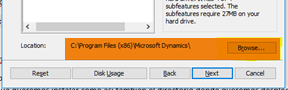 subfeatures selected. The
subfeatures require 27MB on your
hard drive.
Location: C:\Program Files (x86)\Microsoft Dynamics\ Browse...
Reset Disk Usage Back Next Cancel